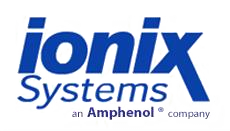 ionix
Systems
an Amphenol ® company